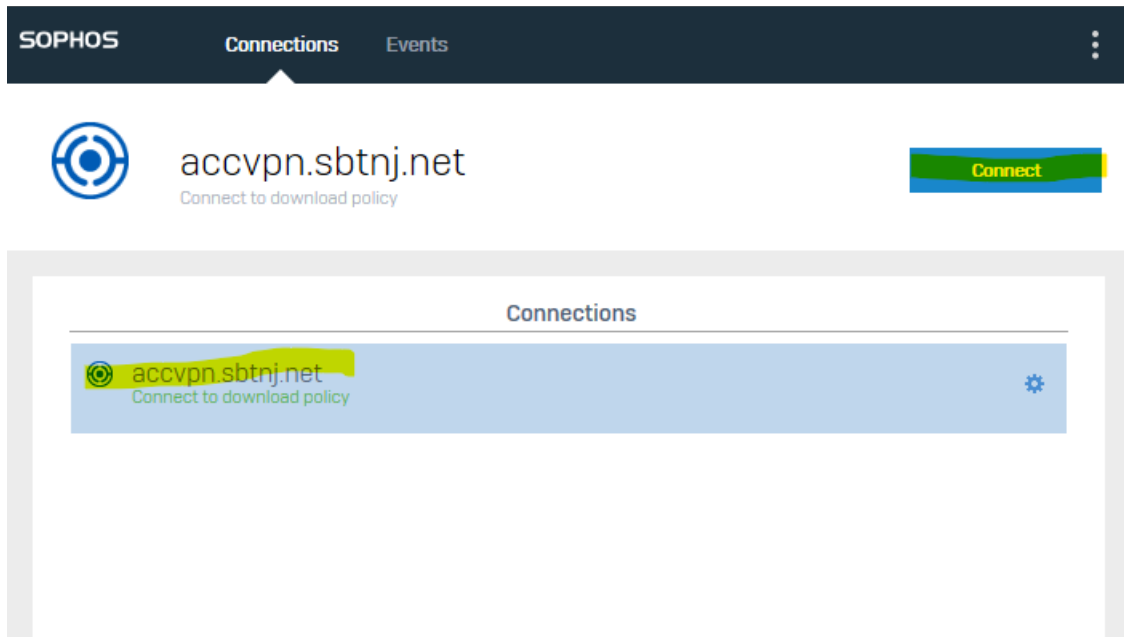 SOPHOS
Connections Events
accvpn.sbtnj.net
Connect to download policy
Connect
Connections
accvpn.sbtnj.net
Connect to download policy